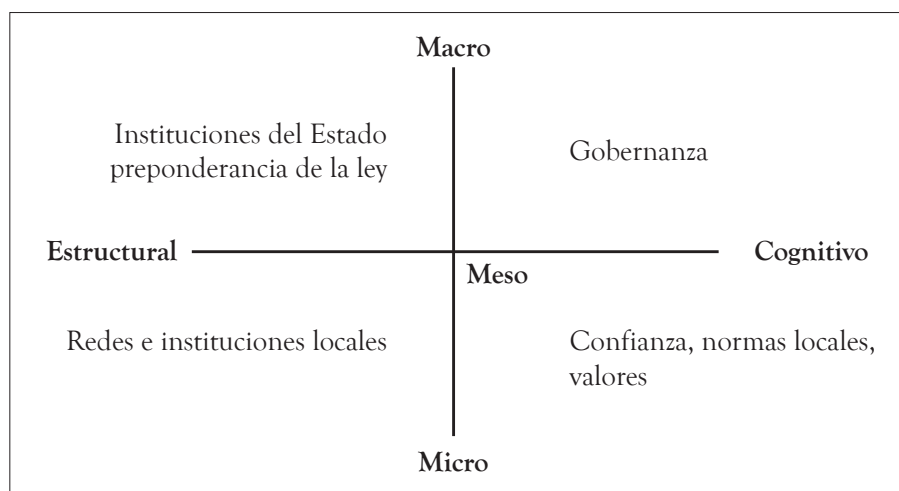 Macro
Instituciones del Estado
preponderancia de la ley
Gobernanza
Estructural
Cognitivo
Meso
Redes e instituciones locales
Confianza, normas locales,
valores
Micro